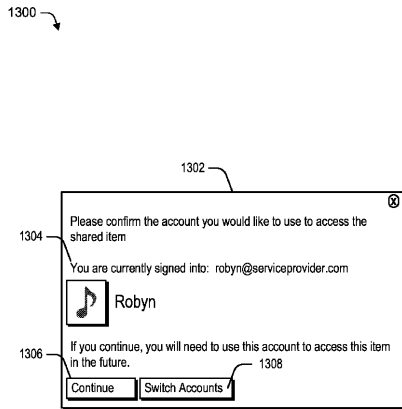 1300
1302
Please confirm the account you would like to use to access the
shared item
1304
You are currently signed into: robyn@serviceprovider.com
Robyn
If you continue, you will need to use this account to access this item
in the future.
1306
1308
Continue
Switch Accounts